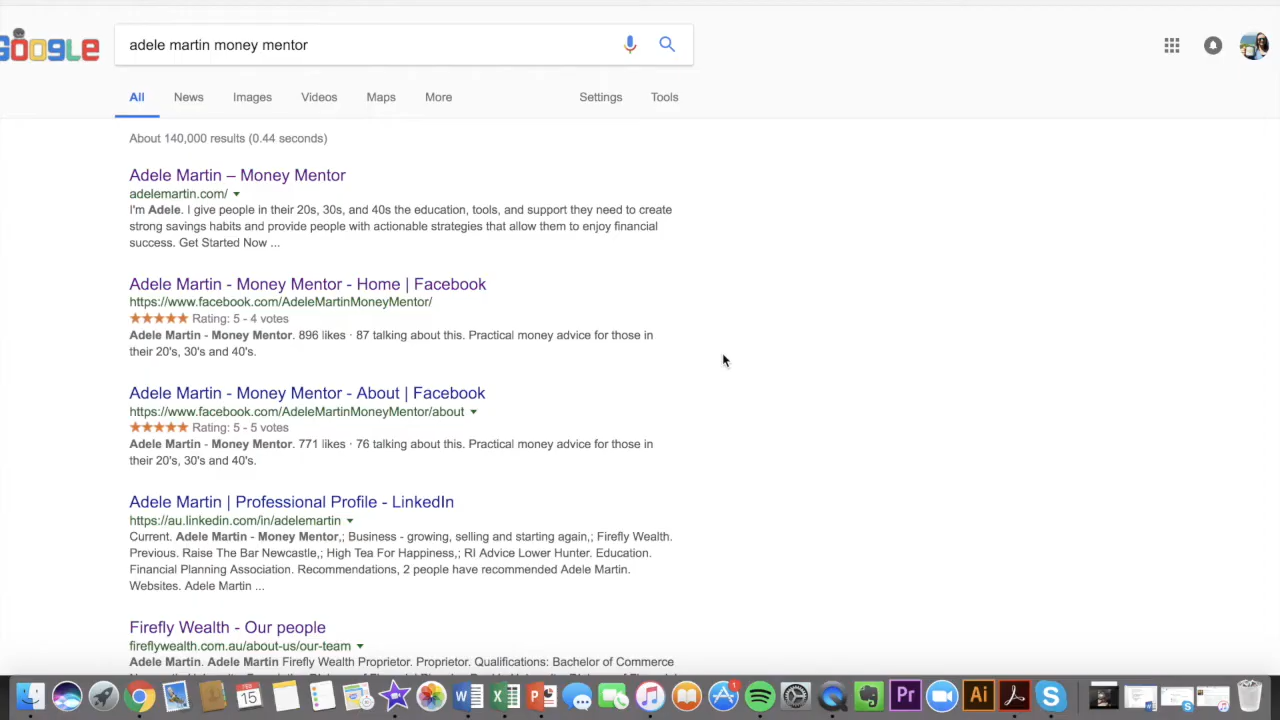 Google
adele martin money mentor
All News Images Videos Maps More Settings Tools
About 140,000 results (0.44 seconds)
Adele Martin – Money Mentor
adelemartin.com/
I'm Adele. I give people in their 20s, 30s, and 40s the education, tools, and support they need to create
strong savings habits and provide people with actionable strategies that allow them to enjoy financial
success. Get Started Now ...
Adele Martin - Money Mentor - Home | Facebook
https://www.facebook.com/AdeleMartinMoneyMentor/
Rating: 5 - 4 votes
Adele Martin - Money Mentor. 896 likes · 87 talking about this. Practical money advice for those in
their 20's, 30's and 40's.
Adele Martin - Money Mentor - About | Facebook
https://www.facebook.com/AdeleMartinMoneyMentor/about
Rating: 5 - 5 votes
Adele Martin - Money Mentor. 771 likes · 76 talking about this. Practical money advice for those in
their 20's, 30's and 40's.
Adele Martin | Professional Profile - LinkedIn
https://au.linkedin.com/in/adelemartin
Current. Adele Martin - Money Mentor,; Business - growing, selling and starting again,; Firefly Wealth.
Previous. Raise The Bar Newcastle,; High Tea For Happiness,; RI Advice Lower Hunter. Education.
Financial Planning Association. Recommendations, 2 people have recommended Adele Martin.
Websites. Adele Martin ...
Firefly Wealth - Our people
fireflywealth.com.au/about-us/our-team
Adele Martin. Adele Martin Firefly Wealth Proprietor. Proprietor. Qualifications: Bachelor of Commerce
FEB
15
W
X
P
1
Pr
Ai
S